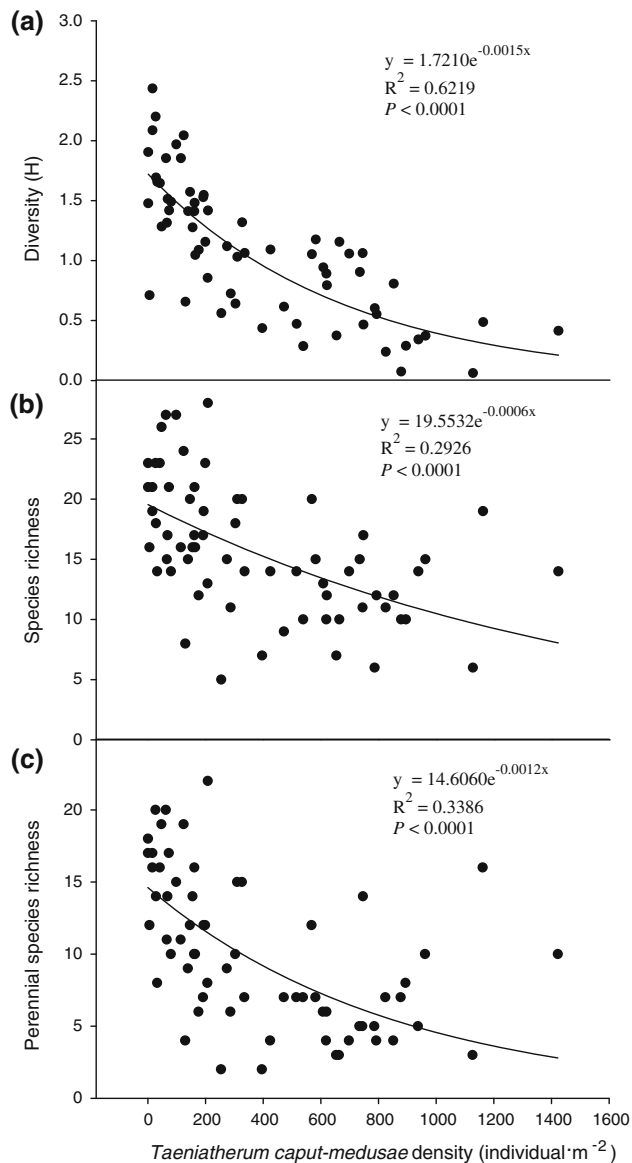 (a)
y = 1.7210e^-0.0015x
R^2 = 0.6219
P < 0.0001
Diversity (H)
3.0
2.5
2.0
1.5
1.0
0.5
0.0
(b)
y = 19.5532e^-0.0006x
R^2 = 0.2926
P < 0.0001
Species richness
25
20
15
10
5
0
(c)
y = 14.6060e^-0.0012x
R^2 = 0.3386
P < 0.0001
Perennial species richness
20
15
10
5
0
0 200 400 600 800 1000 1200 1400 1600
Taeniatherum caput-medusae density (individual·m^-2)